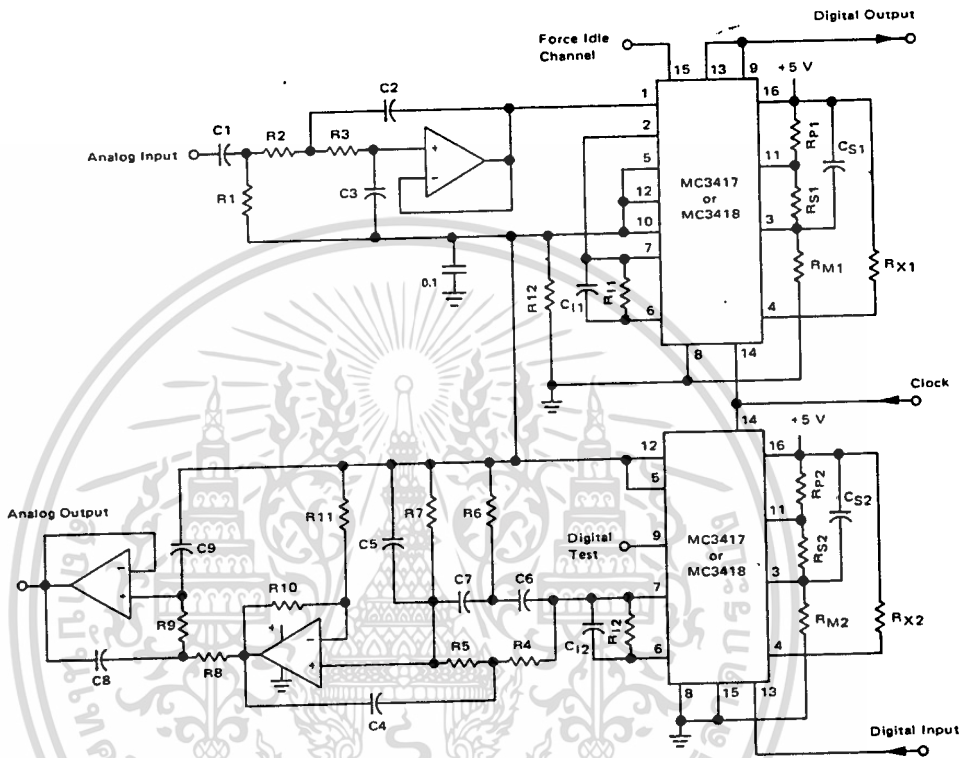 Digital Output
Force Idle
Channel
15
13
9
+5 V
C2
1
16
C1
R2
R3
2
RP1
CS1
Analog Input
+
-
5
11
C3
12
MC3417
or
MC3418
RS1
R1
10
3
7
RM1
RX1
0.1
R12
CI1
RI1
6
4
8
14
Clock
14
+5 V
12
16
5
RP2
CS2
Analog Output
R11
R7
R6
11
C9
C5
Digital
Test
9
MC3417
or
MC3418
RS2
-
+
R10
C7
C6
7
3
R9
4
-
+
CI2
RI2
RM2
RX2
R5
R4
6
4
C8
R8
8
15
13
C4
Digital Input